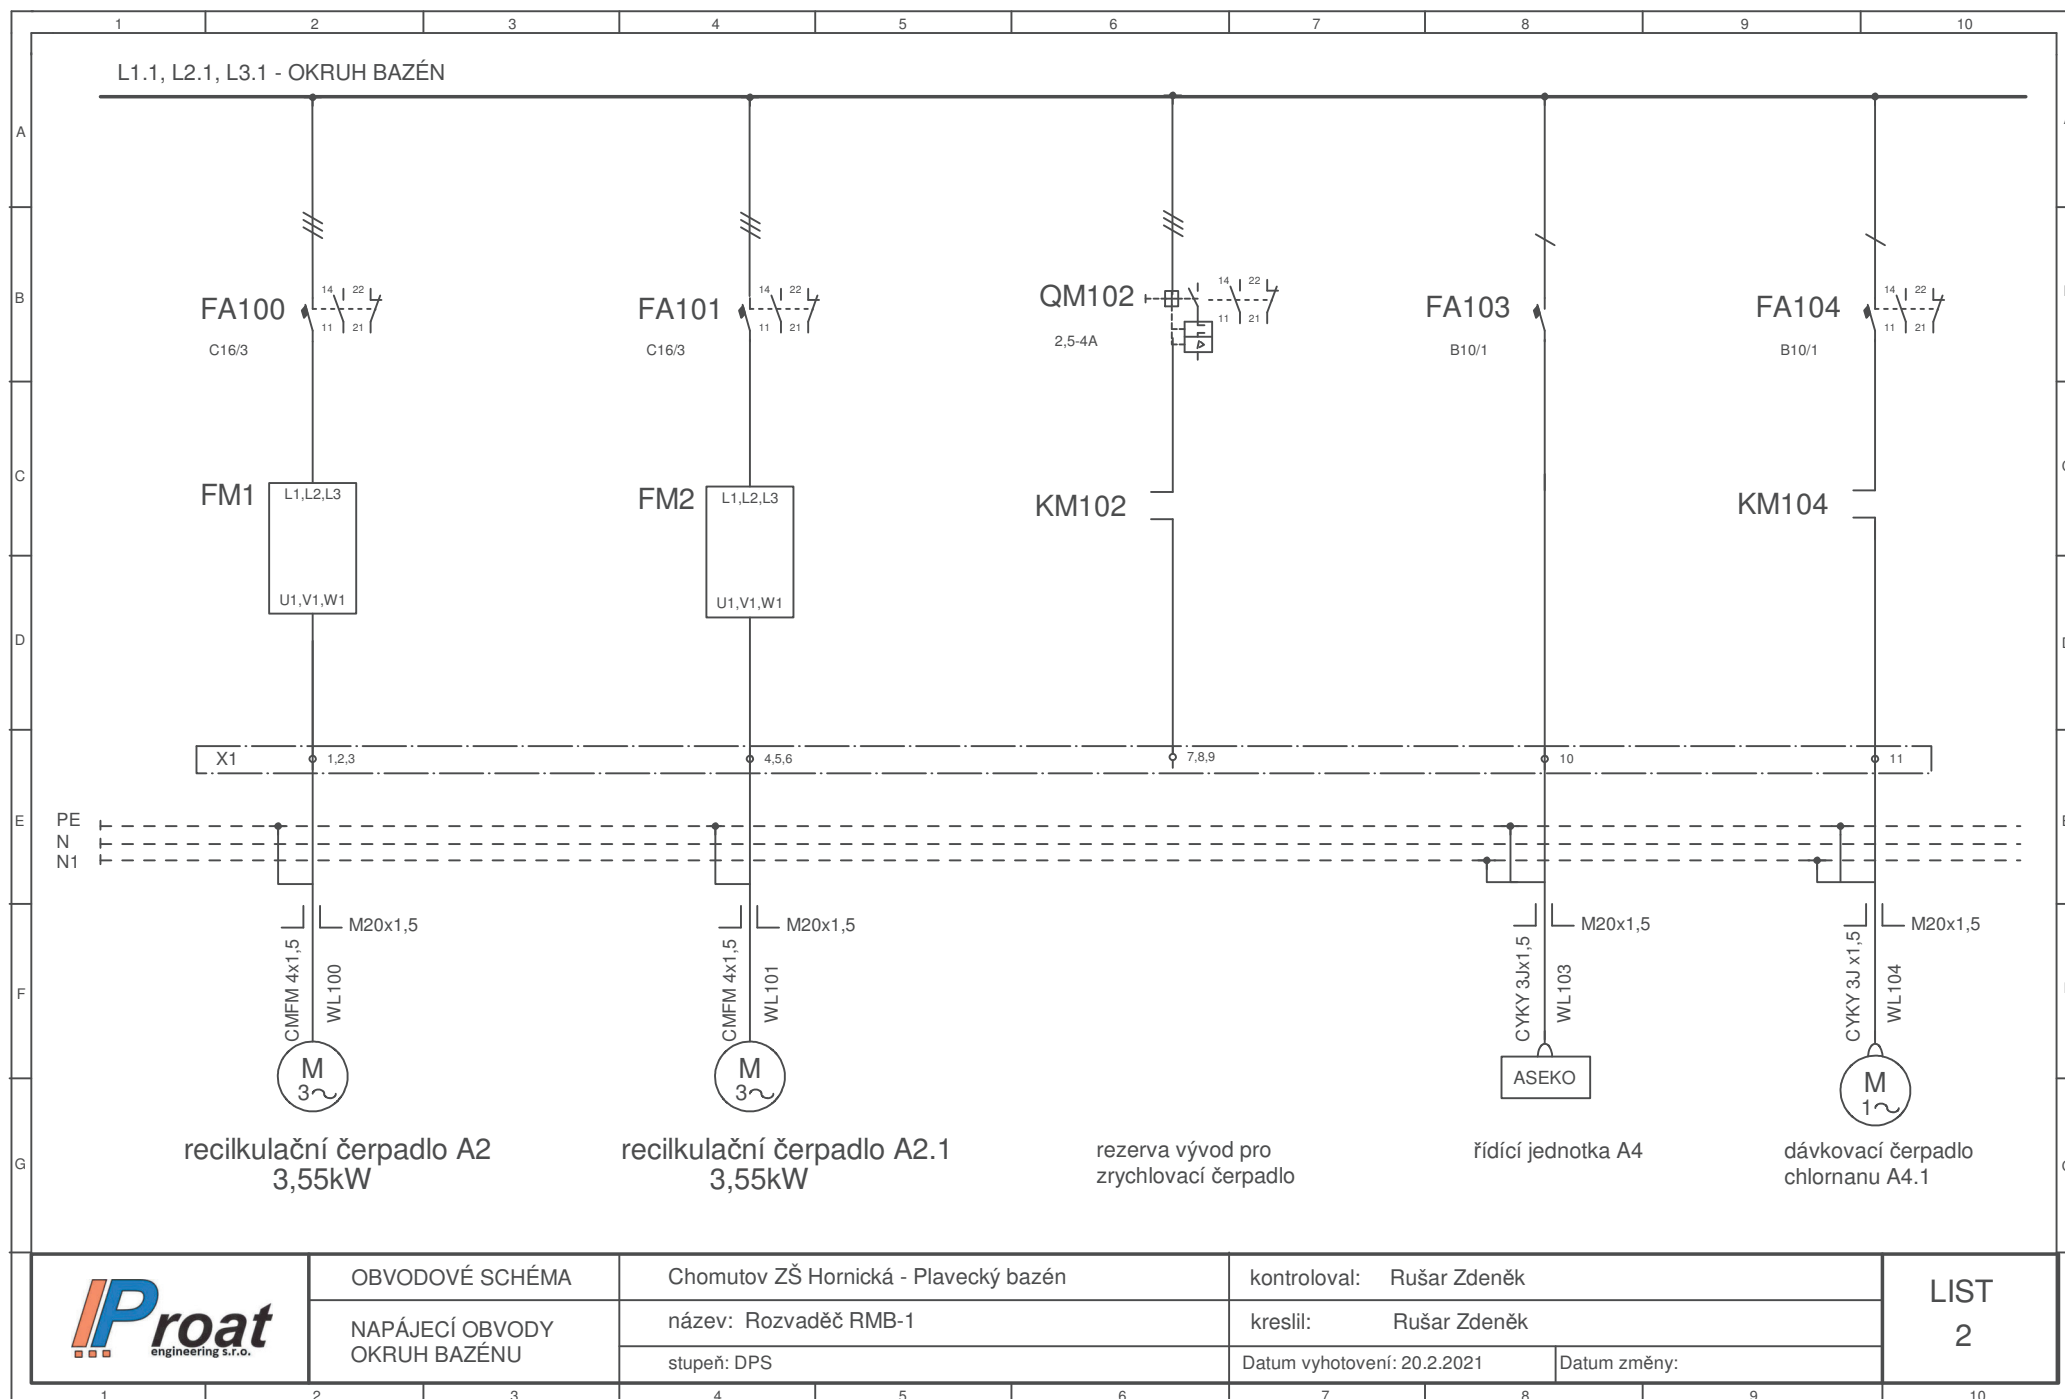 1 2 3 4 5 6 7 8 9 10
L1.1, L2.1, L3.1 - OKRUH BAZÉN
A
B
FA100
14 22
11 21
C16/3
FA101
14 22
11 21
C16/3
QM102
14 22
11 21
2,5-4A
FA103
B10/1
FA104
14 22
11 21
B10/1
C
FM1
L1,L2,L3
U1,V1,W1
FM2
L1,L2,L3
U1,V1,W1
KM102
KM104
D
X1
1,2,3
4,5,6
7,8,9
10
11
E
PE
N
N1
M20x1,5
M20x1,5
M20x1,5
M20x1,5
F
CMFM 4x1,5
WL100
CMFM 4x1,5
WL101
CYKY 3Jx1,5
WL103
CYKY 3J x1,5
WL104
M
3
M
3
ASEKO
M
1
G
recilkulační čerpadlo A2
3,55kW
recilkulační čerpadlo A2.1
3,55kW
rezerva vývod pro
zrychlovací čerpadlo
řídící jednotka A4
dávkovací čerpadlo
chlornanu A4.1
Proat
engineering s.r.o.
OBVODOVÉ SCHÉMA
NAPÁJECÍ OBVODY
OKRUH BAZÉNU
Chomutov ZŠ Hornická - Plavecký bazén
název: Rozvaděč RMB-1
stupeň: DPS
kontroloval: Rušar Zdeněk
kreslil: Rušar Zdeněk
Datum vyhotovení: 20.2.2021
Datum změny:
LIST
2
1 2 3 4 5 6 7 8 9 10